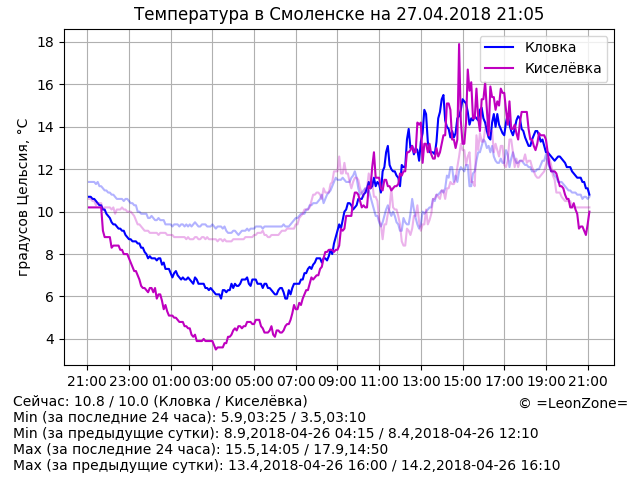 Температура в Смоленске на 27.04.2018 21:05
Кловка
Киселёвка
градусов Цельсия, °C
18
16
14
12
10
8
6
4
21:00 23:00 01:00 03:00 05:00 07:00 09:00 11:00 13:00 15:00 17:00 19:00 21:00
Сейчас: 10.8 / 10.0 (Кловка / Киселёвка)
© =LeonZone=
Min (за последние 24 часа): 5.9,03:25 / 3.5,03:10
Min (за предыдущие сутки): 8.9,2018-04-26 04:15 / 8.4,2018-04-26 12:10
Max (за последние 24 часа): 15.5,14:05 / 17.9,14:50
Max (за предыдущие сутки): 13.4,2018-04-26 16:00 / 14.2,2018-04-26 16:10